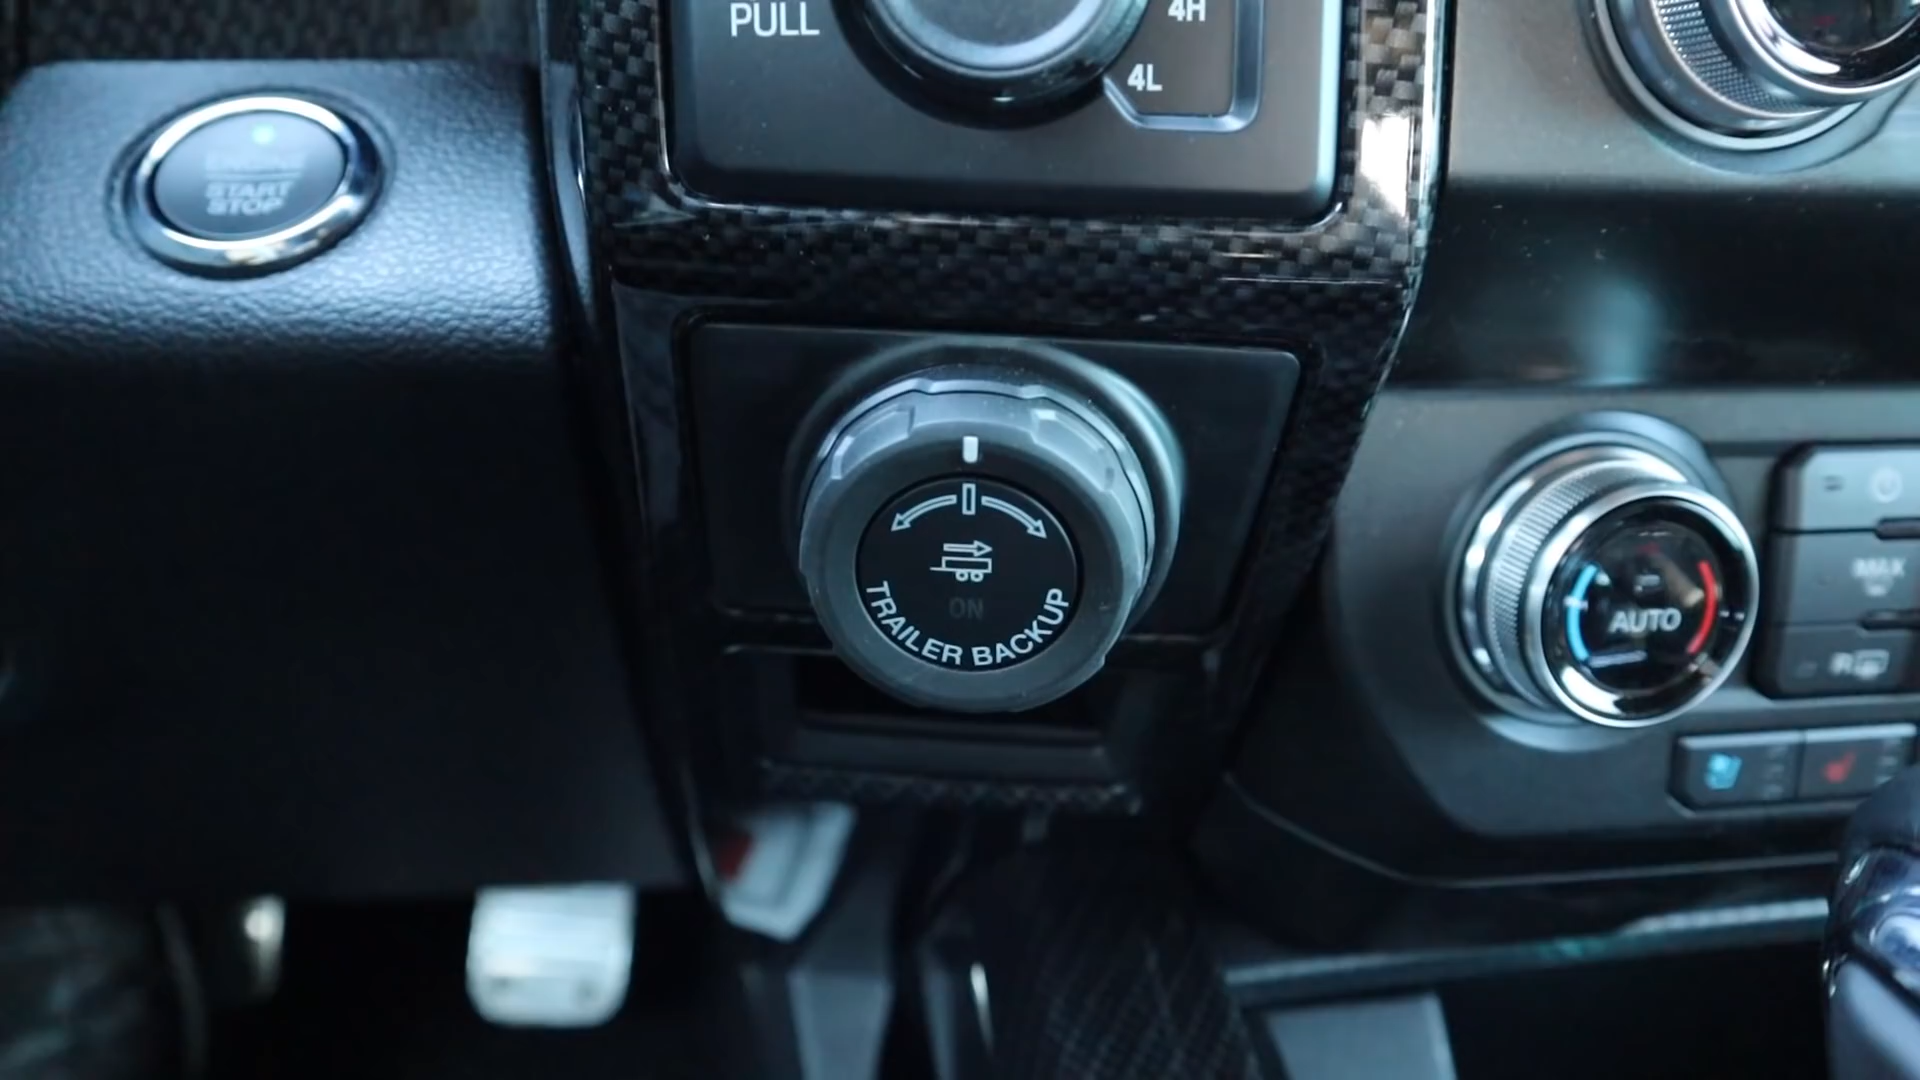 PULL
4H
4L
START
STOP
ON
TRAILER BACKUP
AUTO
MAX
R